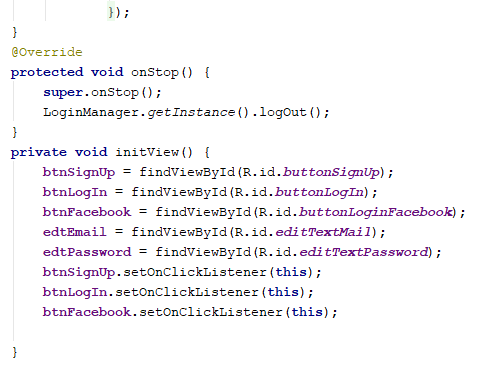 });
}
@Override
protected void onStop() {
super.onStop();
LoginManager.getInstance().logOut();
}
private void initView() {
btnSignUp = findViewById(R.id.buttonSignUp);
btnLogIn = findViewById(R.id.buttonLogIn);
btnFacebook = findViewById(R.id.buttonLoginFacebook);
edtEmail = findViewById(R.id.editTextMail);
edtPassword = findViewById(R.id.editTextPassword);
btnSignUp.setOnClickListener(this);
btnLogIn.setOnClickListener(this);
btnFacebook.setOnClickListener(this);
}